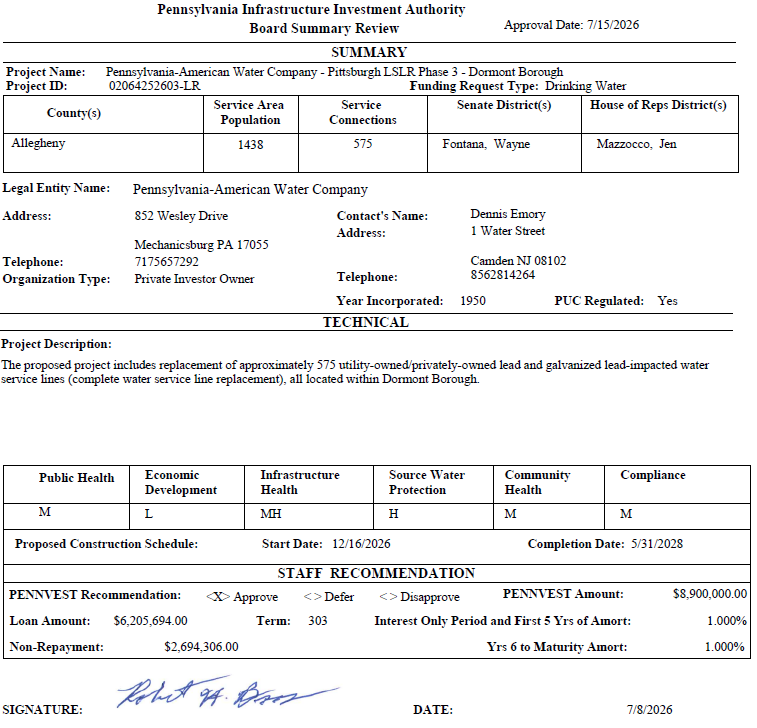 Pennsylvania Infrastructure Investment Authority
Board Summary Review
Approval Date: 7/15/2026
SUMMARY
Project Name: Pennsylvania-American Water Company - Pittsburgh LSLR Phase 3 - Dormont Borough
Project ID: 02064252603-LR Funding Request Type: Drinking Water
County(s) Service Area Population Service Connections Senate District(s) House of Reps District(s)
Allegheny 1438 575 Fontana, Wayne Mazzocco, Jen
Legal Entity Name: Pennsylvania-American Water Company
Address: 852 Wesley Drive Contact's Name: Dennis Emory
Address: 1 Water Street
Mechanicsburg PA 17055 Camden NJ 08102
Telephone: 7175657292 Telephone: 8562814264
Organization Type: Private Investor Owner
Year Incorporated: 1950 PUC Regulated: Yes
TECHNICAL
Project Description:
The proposed project includes replacement of approximately 575 utility-owned/privately-owned lead and galvanized lead-impacted water
service lines (complete water service line replacement), all located within Dormont Borough.
Public Health Economic Development Infrastructure Health Source Water Protection Community Health Compliance
M L MH H M M
Proposed Construction Schedule: Start Date: 12/16/2026 Completion Date: 5/31/2028
STAFF RECOMMENDATION
PENNVEST Recommendation: <X> Approve < > Defer < > Disapprove PENNVEST Amount: $8,900,000.00
Loan Amount: $6,205,694.00 Term: 303 Interest Only Period and First 5 Yrs of Amort: 1.000%
Non-Repayment: $2,694,306.00 Yrs 6 to Maturity Amort: 1.000%
SIGNATURE: DATE: 7/8/2026